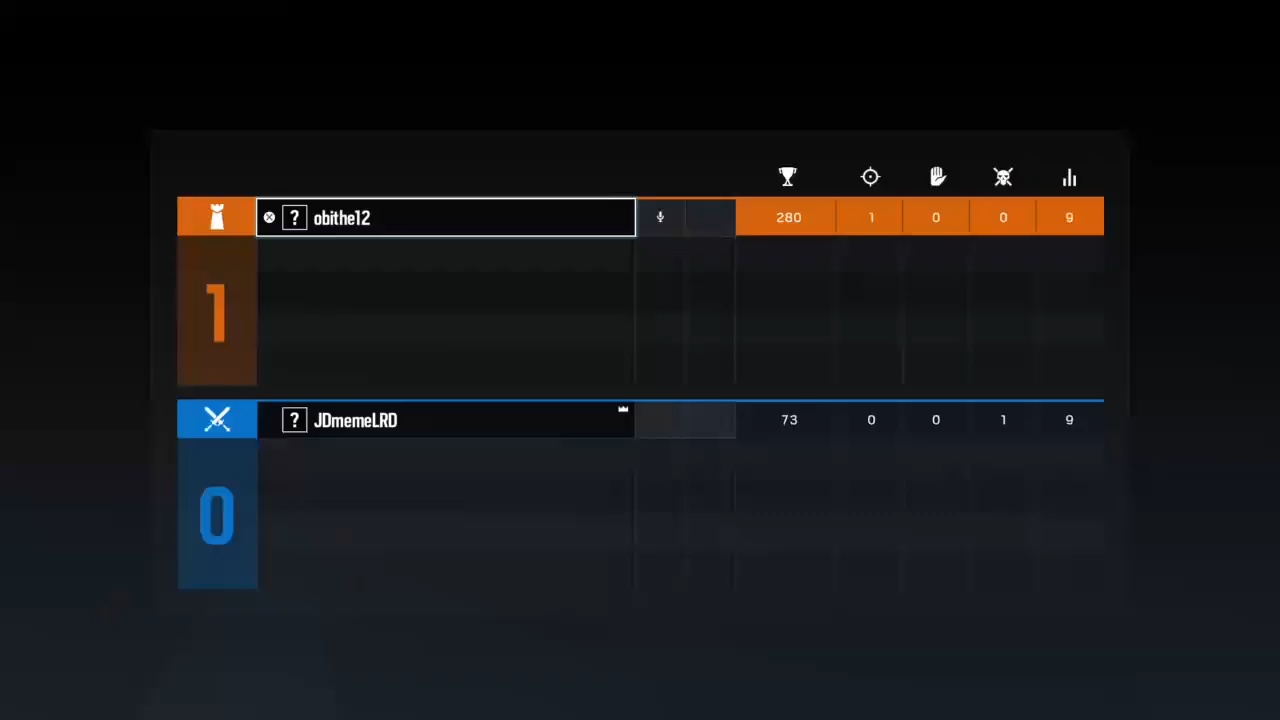 ? obithe12 280 1 0 0 9
1
? JDmemeLRD 73 0 0 1 9
0